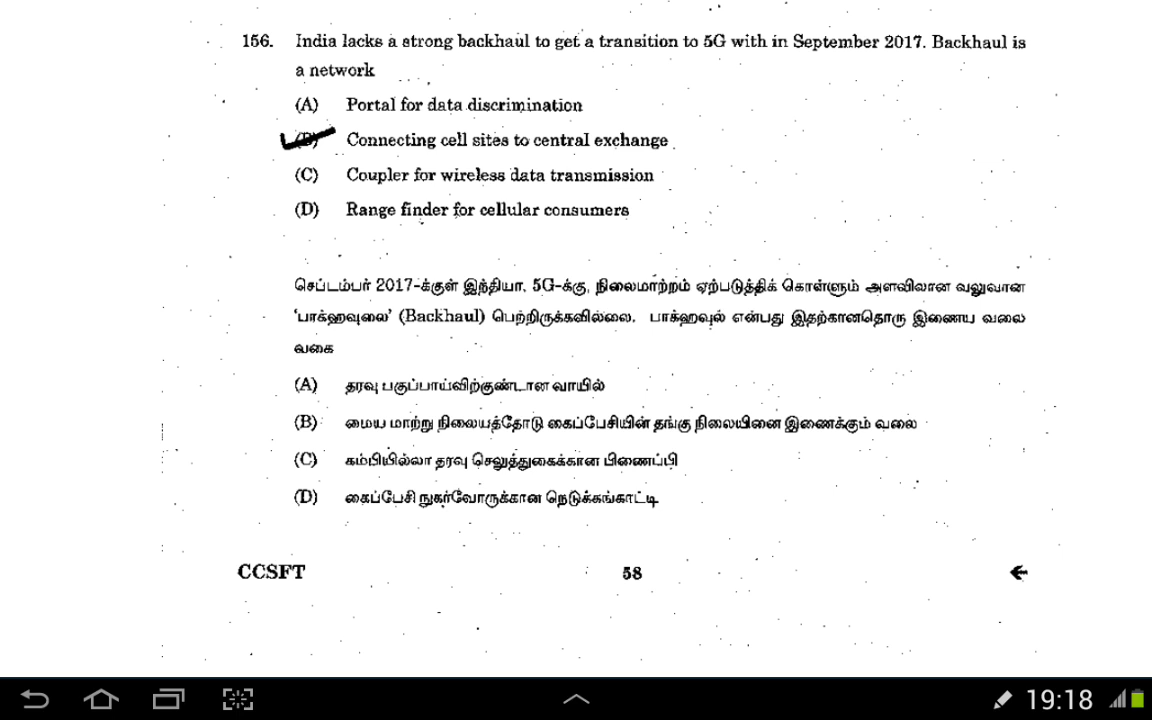 156. India lacks a strong backhaul to get a transition to 5G with in September 2017. Backhaul is
a network
(A) Portal for data discrimination
(B) Connecting cell sites to central exchange
(C) Coupler for wireless data transmission
(D) Range finder for cellular consumers
செப்டம்பர் 2017-க்குள் இந்தியா, 5G-க்கு, நிலைமாற்றம் ஏற்படுத்திக் கொள்ளும் அளவிலான வலுவான
'பாக்ஹவுலை' (Backhaul) பெற்றிருக்கவில்லை. பாக்ஹவுல் என்பது இதற்கானதொரு இணைய வலை
வகை
(A) தரவு பகுப்பாய்விற்குண்டான வாயில்
(B) மைய மாற்று நிலையத்தோடு கைப்பேசியின் தங்கு நிலையினை இணைக்கும் வலை
(C) கம்பியில்லா தரவு செலுத்துகைக்கான பிணைப்பி
(D) கைப்பேசி நுகர்வோருக்கான நெடுக்கங்காட்டி
CCSFT 58 ←
19:18